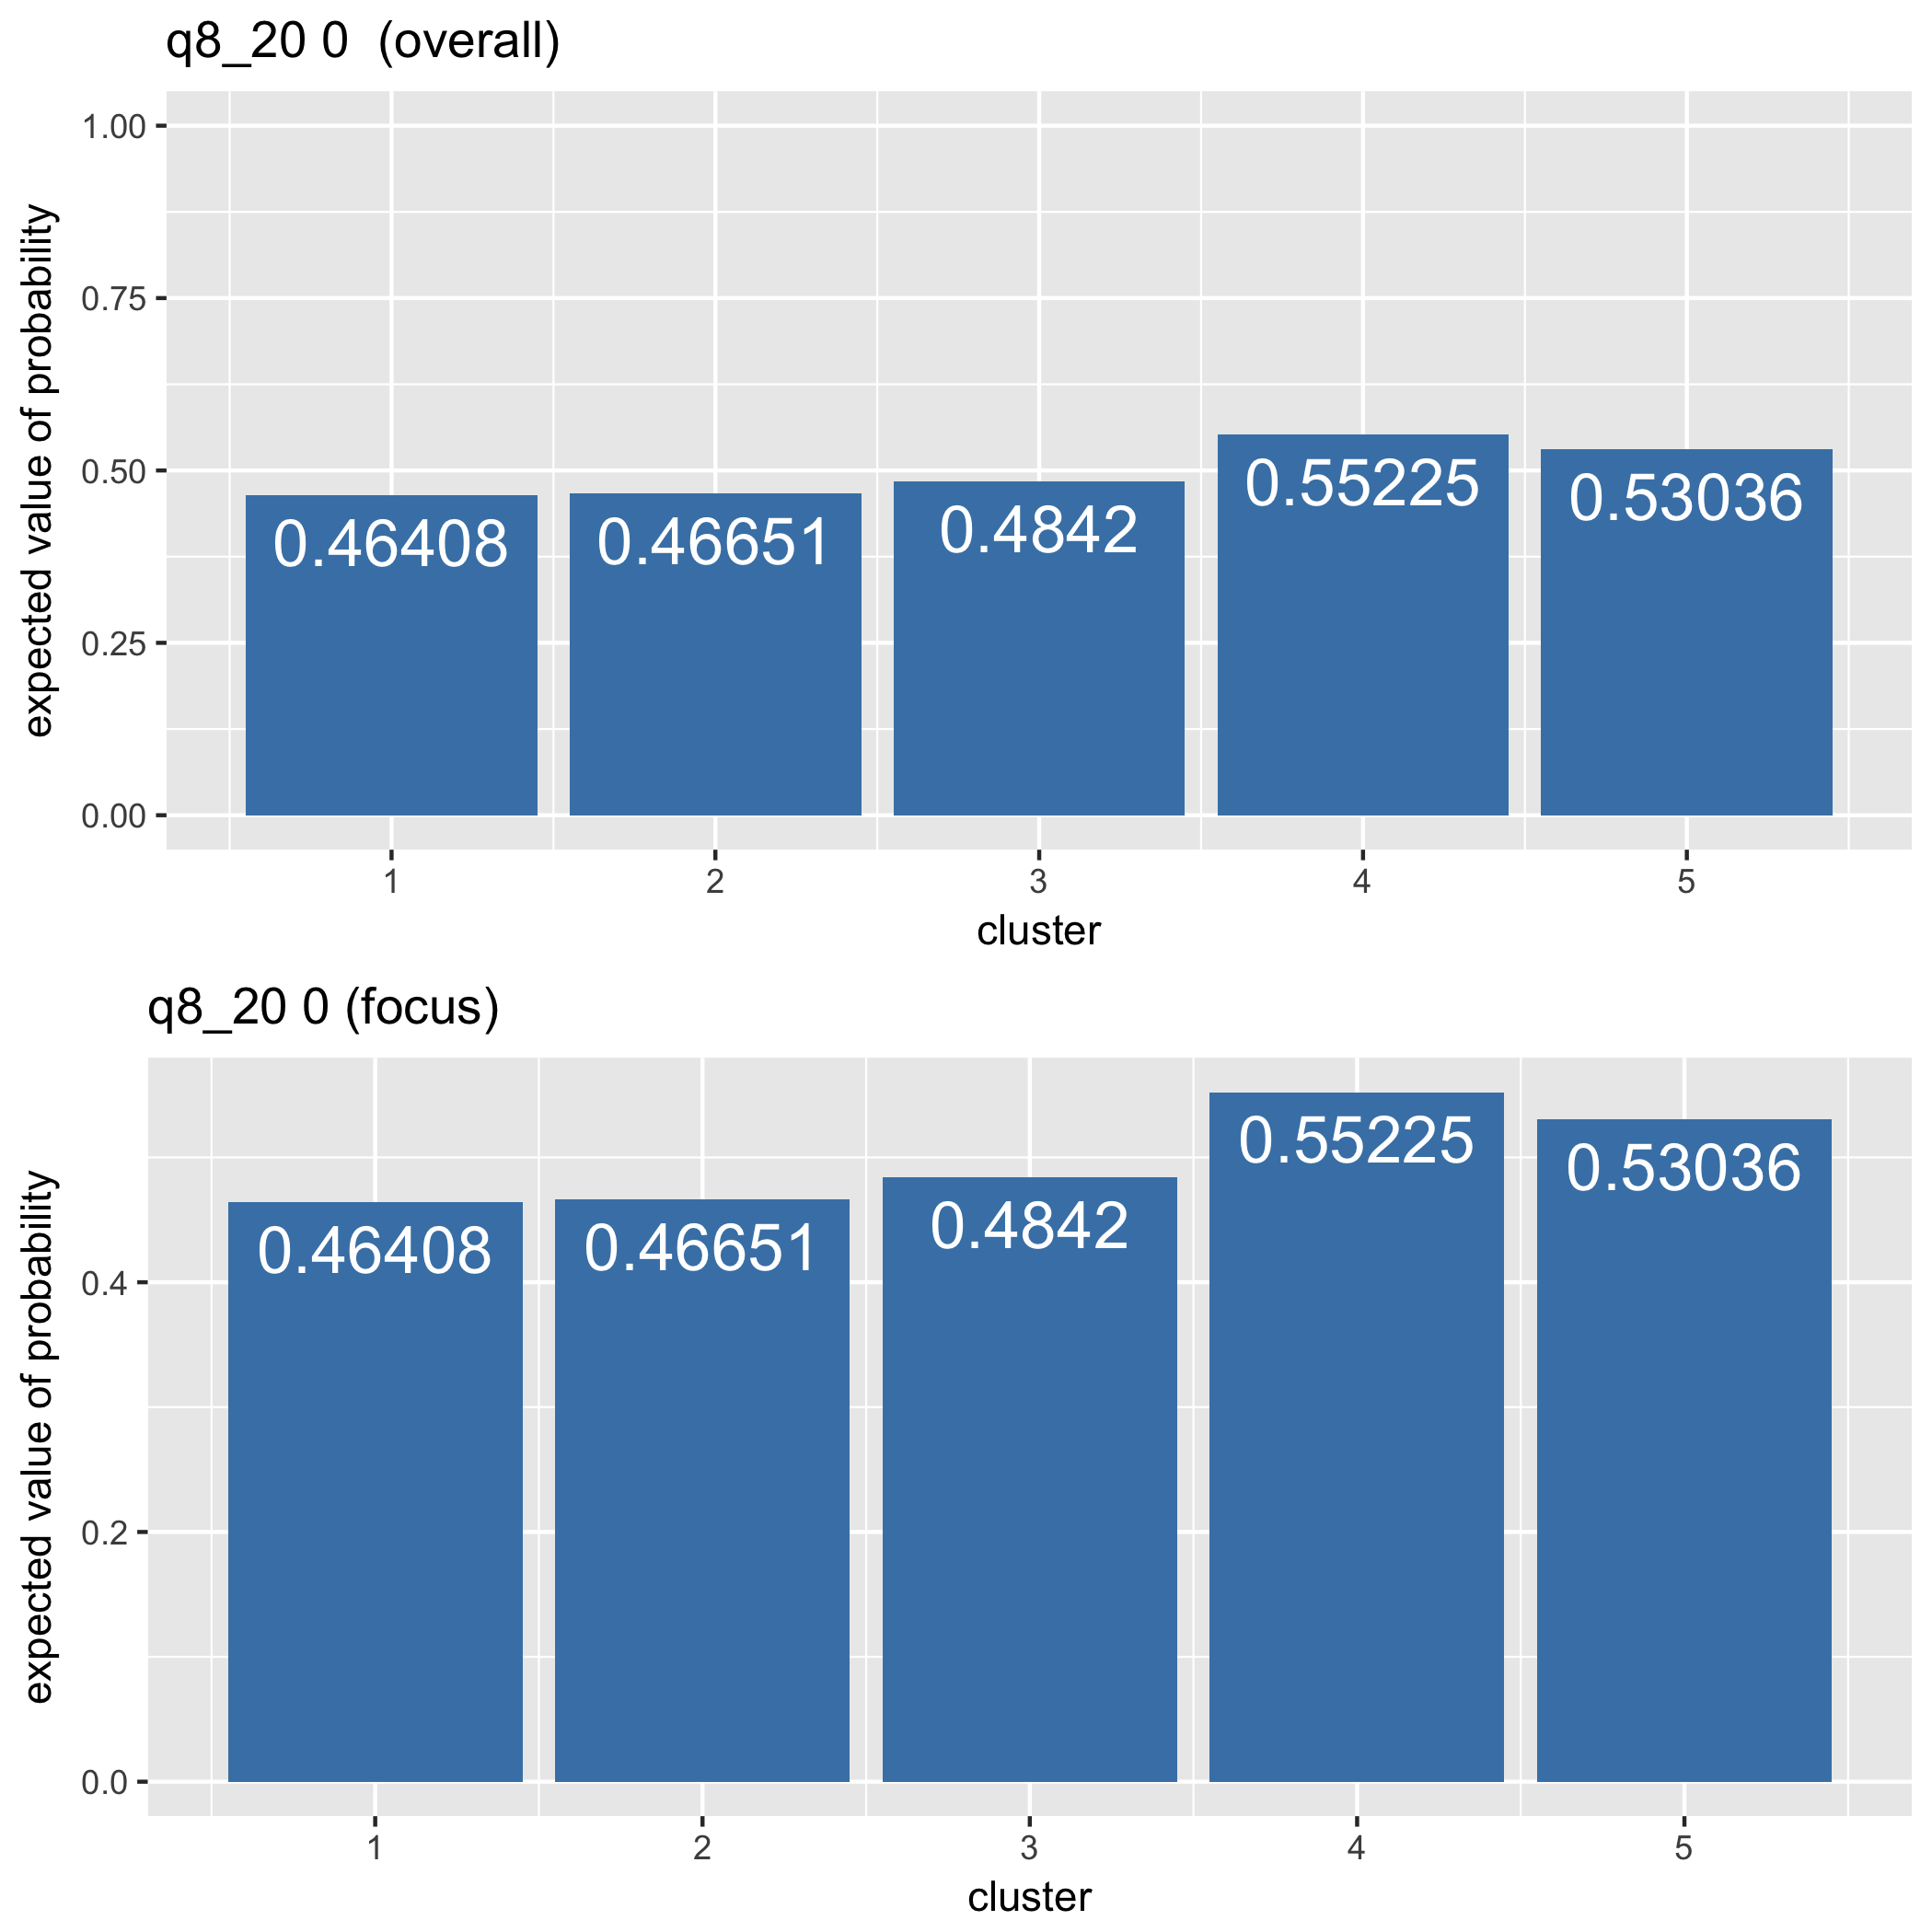 q8_20 0 (overall)
expected value of probability
1.00
0.75
0.50
0.25
0.00
0.46408 0.46651 0.4842 0.55225 0.53036
1 2 3 4 5
cluster
q8_20 0 (focus)
expected value of probability
0.4
0.2
0.0
0.46408 0.46651 0.4842 0.55225 0.53036
1 2 3 4 5
cluster